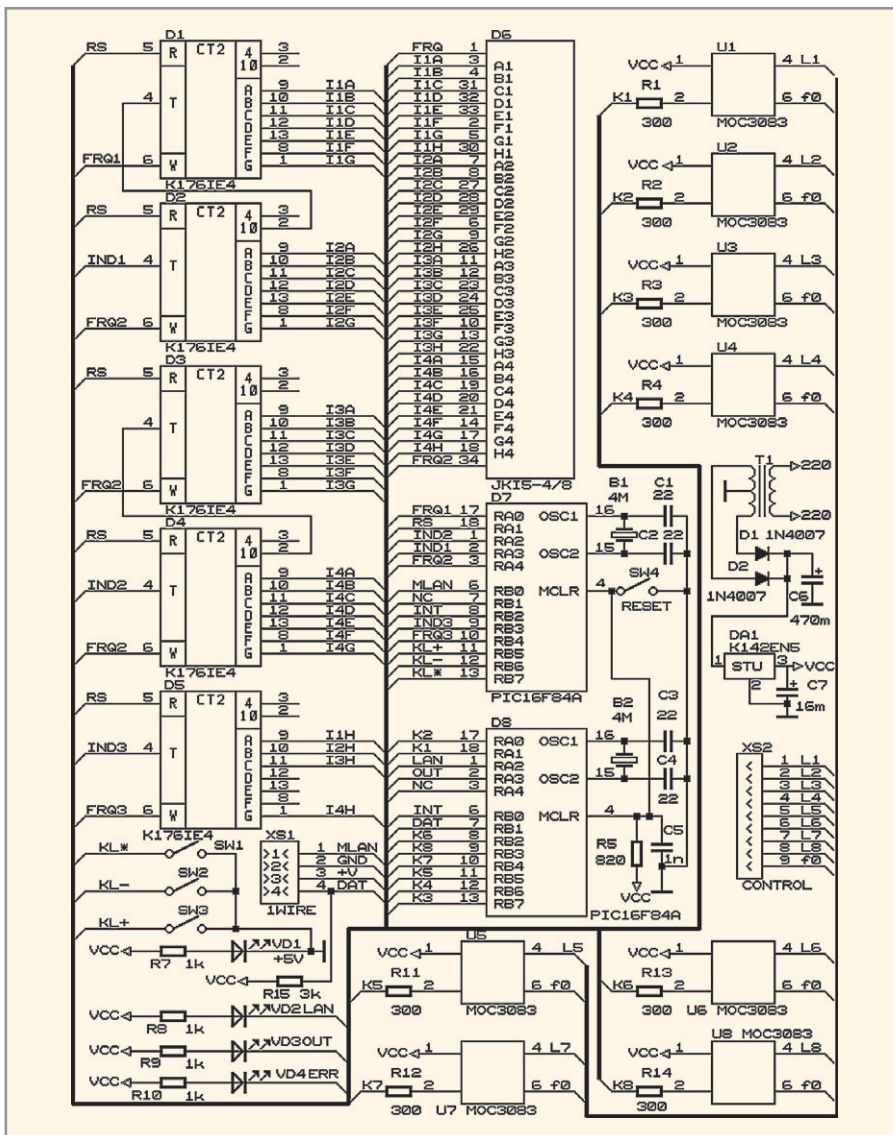 D1
RS 5 R CT2 4 3
10 2
4 T
A 9 I1A
B 10 I1B
C 11 I1C
D 12 I1D
E 13 I1E
F 8 I1F
G 1 I1G
FRQ1 6 W
K176IE4
D2
RS 5 R CT2 4 3
10 2
IND1 4 T
A 9 I2A
B 10 I2B
C 11 I2C
D 12 I2D
E 13 I2E
F 8 I2F
G 1 I2G
FRQ2 6 W
K176IE4
D3
RS 5 R CT2 4 3
10 2
4 T
A 9 I3A
B 10 I3B
C 11 I3C
D 12 I3D
E 13 I3E
F 8 I3F
G 1 I3G
FRQ2 6 W
K176IE4
D4
RS 5 R CT2 4 3
10 2
IND2 4 T
A 9 I4A
B 10 I4B
C 11 I4C
D 12 I4D
E 13 I4E
F 8 I4F
G 1 I4G
FRQ2 6 W
K176IE4
D5
RS 5 R CT2 4 3
10 2
IND3 4 T
A 9 I1H
B 10 I2H
C 11 I3H
D 12
E 13
F 8
G 1 I4H
FRQ3 6 W
K176IE4
KL* SW1
KL- SW2
KL+ SW3
XS1
>1< 1 MLAN
>2< 2 GND
>3< 3 +V
>4< 4 DAT
1WIRE
VCC R7 1k VD1 +5V
VCC R15 3k
VCC R8 1k VD2LAN
VCC R9 1k VD3OUT
VCC R10 1k VD4ERR
D6
FRQ 1
I1A 3 A1
I1B 4 B1
I1C 31 C1
I1D 32 D1
I1E 33 E1
I1F 2 F1
I1G 5 G1
I1H 30 H1
I2A 7 A2
I2B 8 B2
I2C 27 C2
I2D 28 D2
I2E 29 E2
I2F 6 F2
I2G 9 G2
I2H 26 H2
I3A 11 A3
I3B 12 B3
I3C 23 C3
I3D 24 D3
I3E 25 E3
I3F 10 F3
I3G 13 G3
I3H 22 H3
I4A 15 A4
I4B 16 B4
I4C 19 C4
I4D 20 D4
I4E 21 E4
I4F 14 F4
I4G 17 G4
I4H 18 H4
FRQ2 34
JKI5-4/8
D7
FRQ1 17 RA0 OSC1 16
RS 18 RA1
IND2 1 RA2
IND1 2 RA3 OSC2 15
FRQ2 3 RA4
MLAN 6 RB0 MCLR 4
NC 7 RB1
INT 8 RB2
IND3 9 RB3
FRQ3 10 RB4
KL+ 11 RB5
KL- 12 RB6
KL* 13 RB7
PIC16F84A
B1 4M
C1 22
C2 22
SW4
RESET
D8
K2 17 RA0 OSC1 16
K1 18 RA1
LAN 1 RA2
OUT 2 RA3 OSC2 15
NC 3 RA4
INT 6 RB0 MCLR 4
DAT 7 RB1
K6 8 RB2
K8 9 RB3
K7 10 RB4
K5 11 RB5
K4 12 RB6
K3 13 RB7
PIC16F84A
B2 4M
C3 22
C4 22
R5 820
C5 1n
VCC
U1
VCC 1 4 L1
K1 R1 300 2 6 f0
MOC3083
U2
VCC 1 4 L2
K2 R2 300 2 6 f0
MOC3083
U3
VCC 1 4 L3
K3 R3 300 2 6 f0
MOC3083
U4
VCC 1 4 L4
K4 R4 300 2 6 f0
MOC3083
T1
220
220
D1 1N4007
D2
1N4007
C6
470m
DA1
K142EN5
1 STU 3 VCC
2
C7
16m
XS2
< 1 L1
< 2 L2
< 3 L3
< 4 L4
< 5 L5
< 6 L6
< 7 L7
< 8 L8
< 9 f0
CONTROL
U5
VCC 1 4 L5
K5 R11 300 2 6 f0
MOC3083
VCC 1 4 L6
K6 R13 300 2 6 f0
U6 MOC3083
VCC 1 4 L7
K7 R12 300 2 6 f0
U7 MOC3083
U8 MOC3083
VCC 1 4 L8
K8 R14 300 2 6 f0